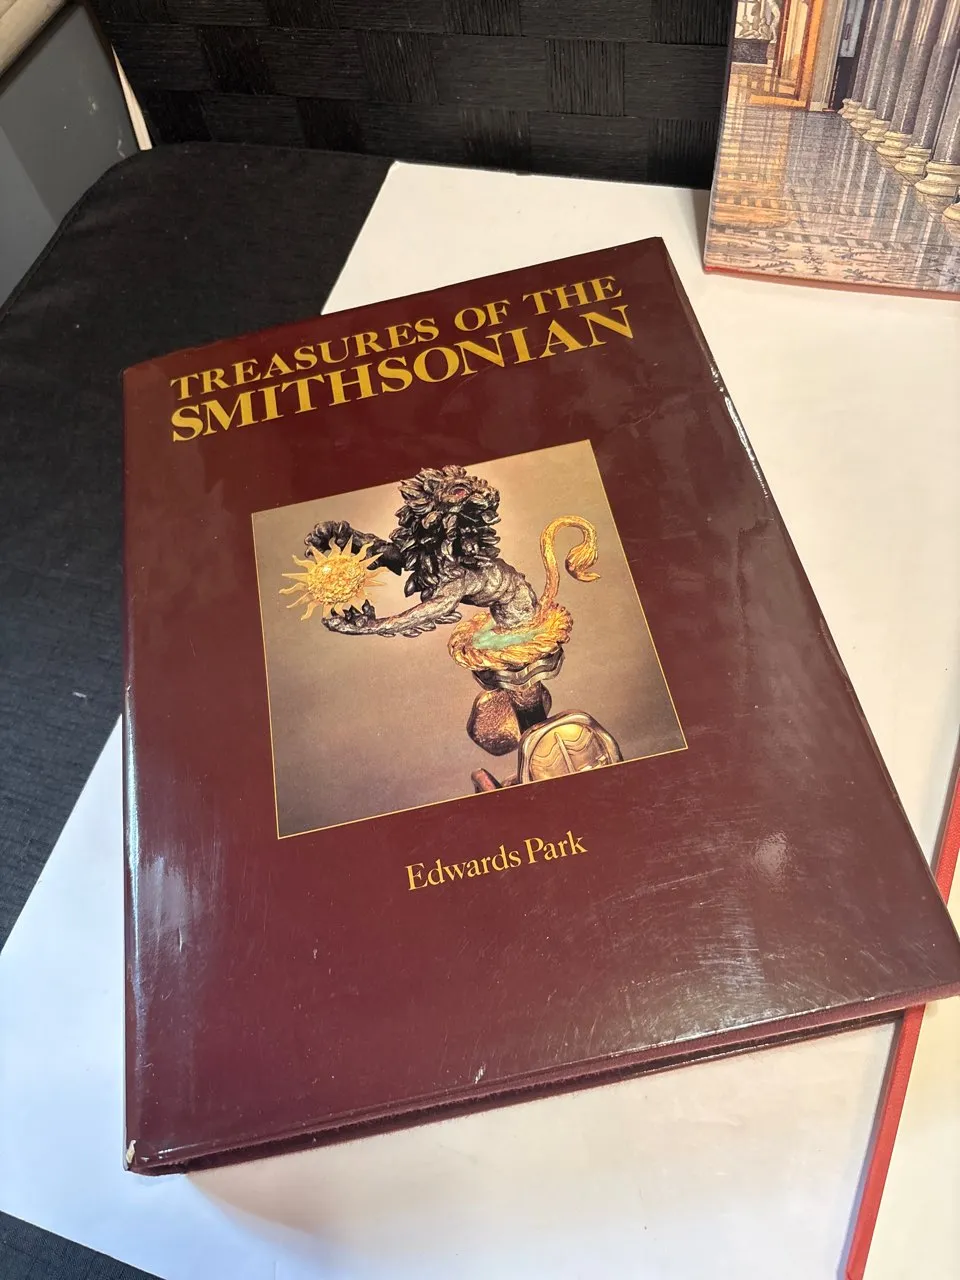 TREASURES OF THE
SMITHSONIAN
Edwards Park